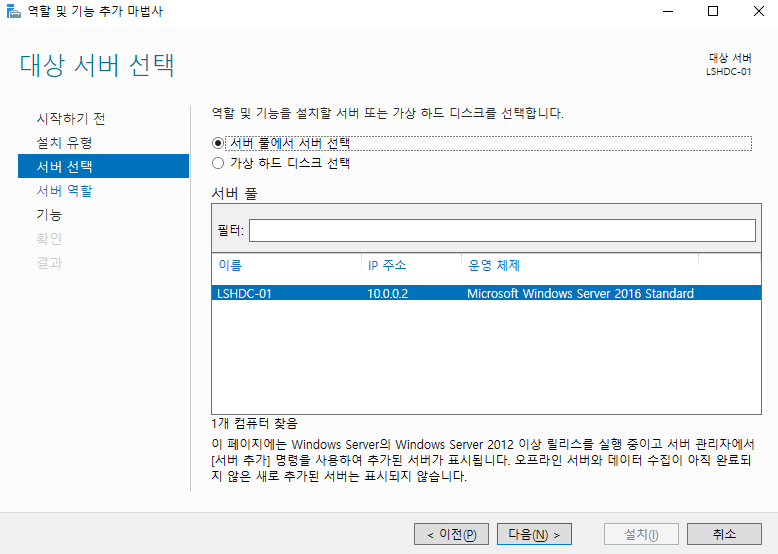 역할 및 기능 추가 마법사
대상 서버 선택
대상 서버
LSHDC-01
시작하기 전
설치 유형
서버 선택
서버 역할
기능
확인
결과
역할 및 기능을 설치할 서버 또는 가상 하드 디스크를 선택합니다.
서버 풀에서 서버 선택
가상 하드 디스크 선택
서버 풀
필터:
이름 IP 주소 운영 체제
LSHDC-01 10.0.0.2 Microsoft Windows Server 2016 Standard
1개 컴퓨터 찾음
이 페이지에는 Windows Server의 Windows Server 2012 이상 릴리스를 실행 중이고 서버 관리자에서
[서버 추가] 명령을 사용하여 추가된 서버가 표시됩니다. 오프라인 서버와 데이터 수집이 아직 완료되
지 않은 새로 추가된 서버는 표시되지 않습니다.
< 이전(P) 다음(N) > 설치(I) 취소